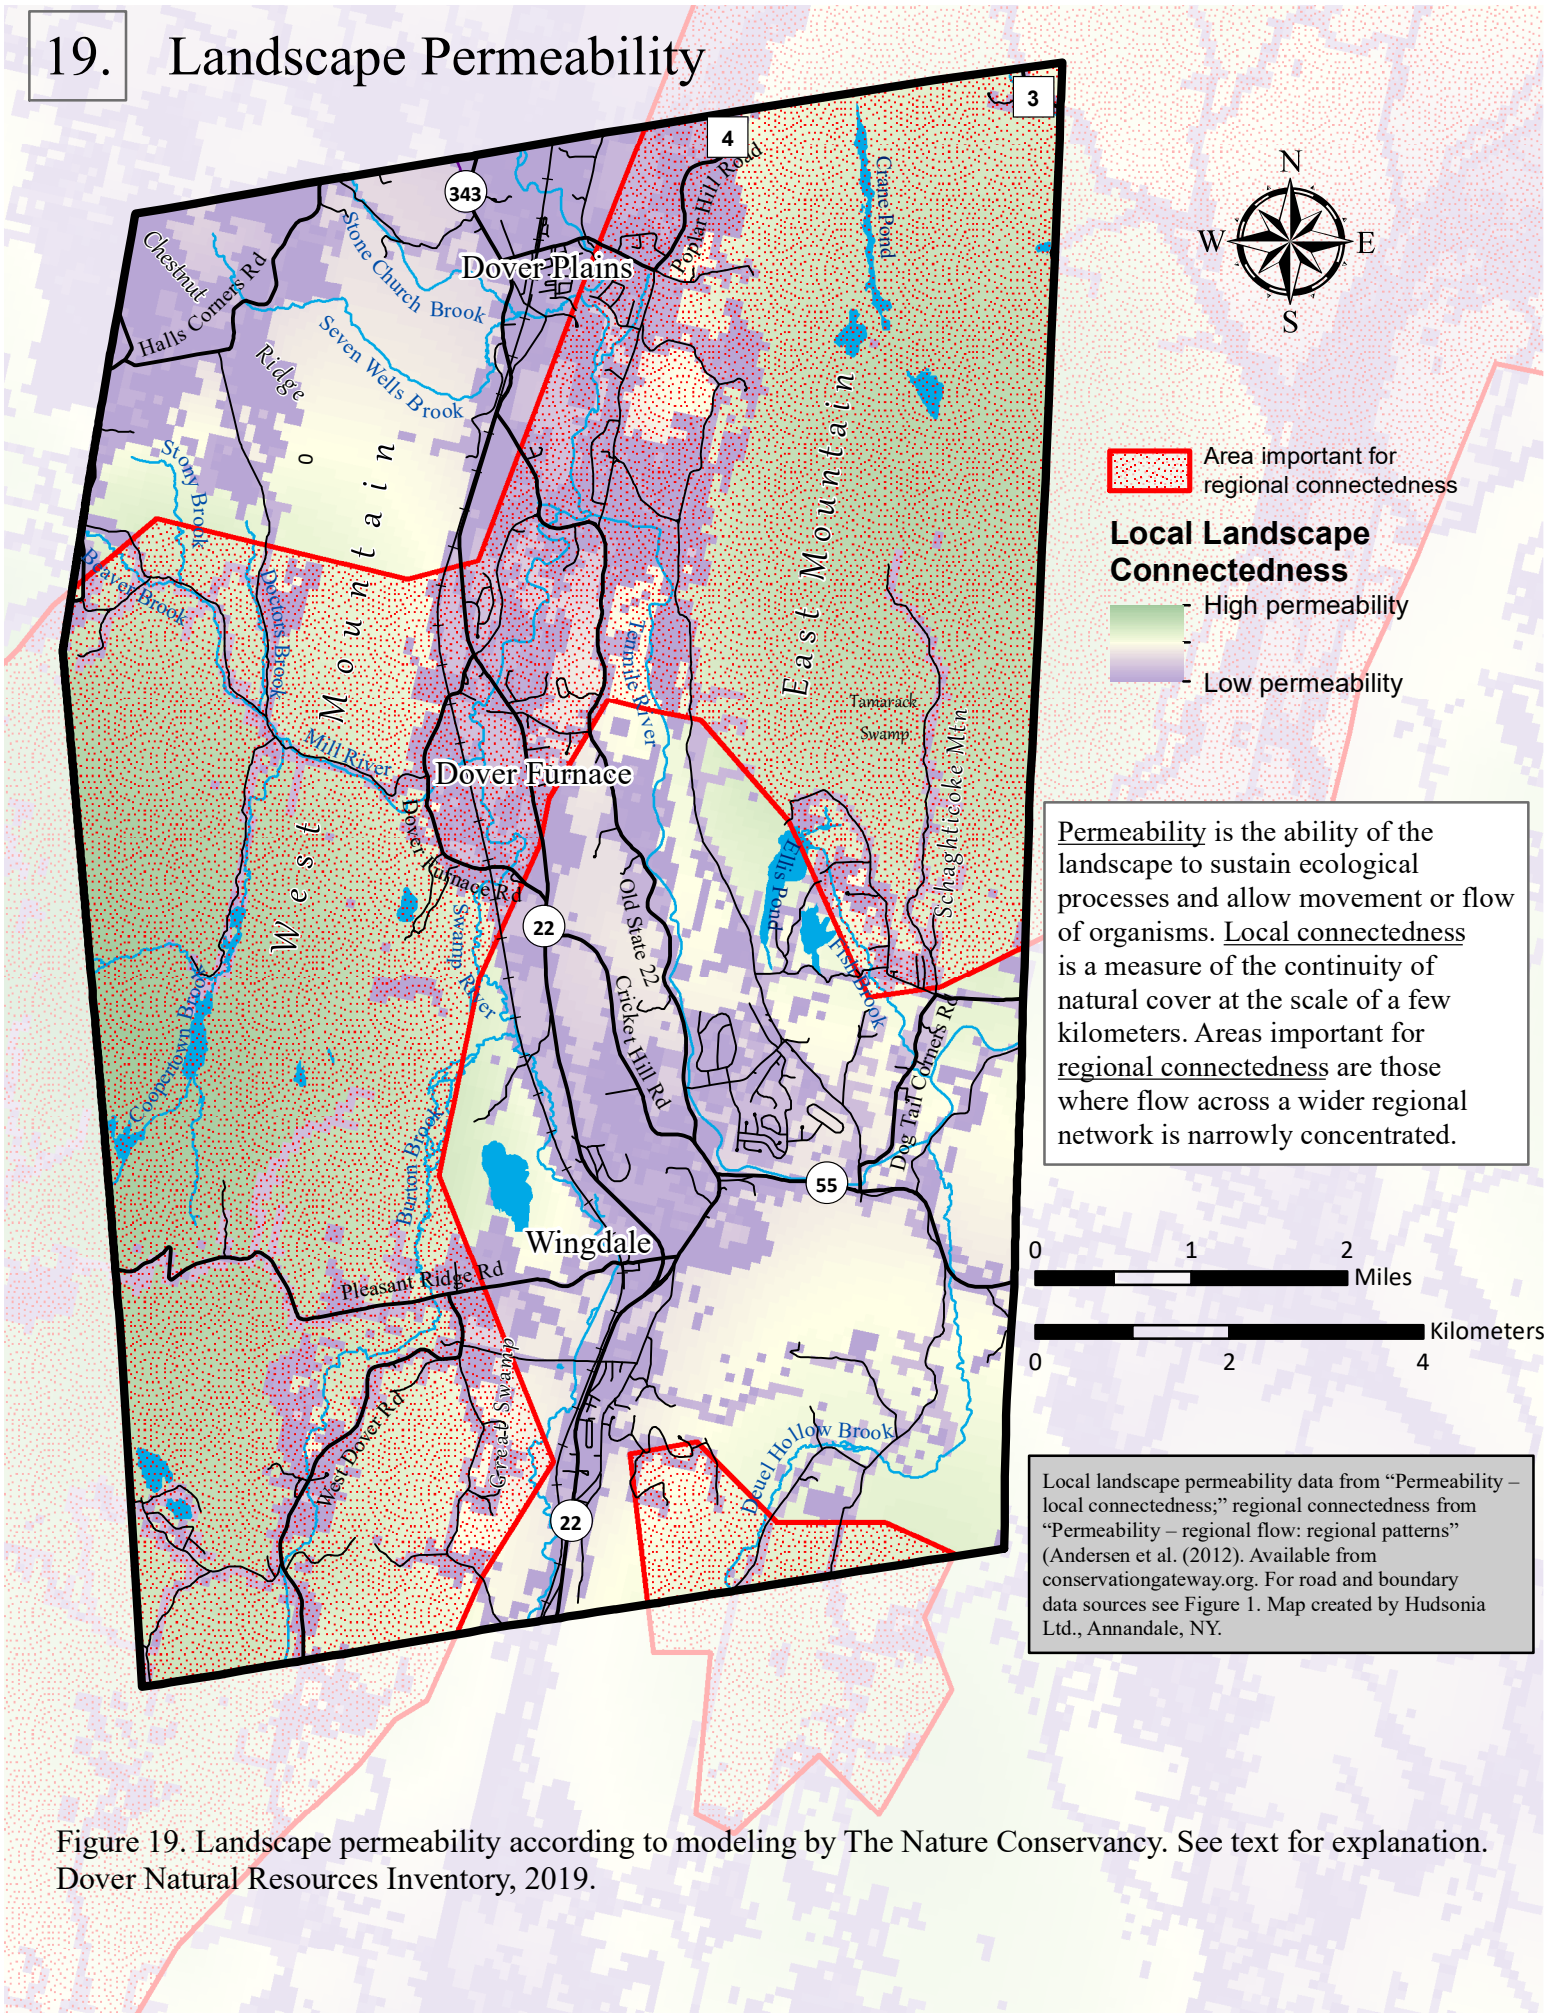 19.
Landscape Permeability
3
4
343
Poplar Hill Road
Crane Pond
N
W
E
S
Chestnut
Ridge
Halls Corners Rd
Stone Church Brook
Dover Plains
Seven Wells Brook
0
Stony Brook
Beaver Brook
Dortons Brook
West Mountain
East Mountain
Tenmile River
Tamarack
Swamp
Schaghticoke Mtn
Mill River
Dover Furnace
Dover Furnace Rd
Swamp River
22
Old State 22
Cricket Hill Rd
Ellis Pond
Fish Brook
Dog Tail Corners Rd
Coopertown Brook
Burton Brook
55
Wingdale
Pleasant Ridge Rd
Great Swamp
West Dover Rd
Deuel Hollow Brook
22
Area important for
regional connectedness
Local Landscape
Connectedness
High permeability
Low permeability
Permeability is the ability of the
landscape to sustain ecological
processes and allow movement or flow
of organisms. Local connectedness
is a measure of the continuity of
natural cover at the scale of a few
kilometers. Areas important for
regional connectedness are those
where flow across a wider regional
network is narrowly concentrated.
0 1 2
Miles
Kilometers
0 2 4
Local landscape permeability data from “Permeability –
local connectedness;” regional connectedness from
“Permeability – regional flow: regional patterns”
(Andersen et al. (2012). Available from
conservationgateway.org. For road and boundary
data sources see Figure 1. Map created by Hudsonia
Ltd., Annandale, NY.
Figure 19. Landscape permeability according to modeling by The Nature Conservancy. See text for explanation.
Dover Natural Resources Inventory, 2019.